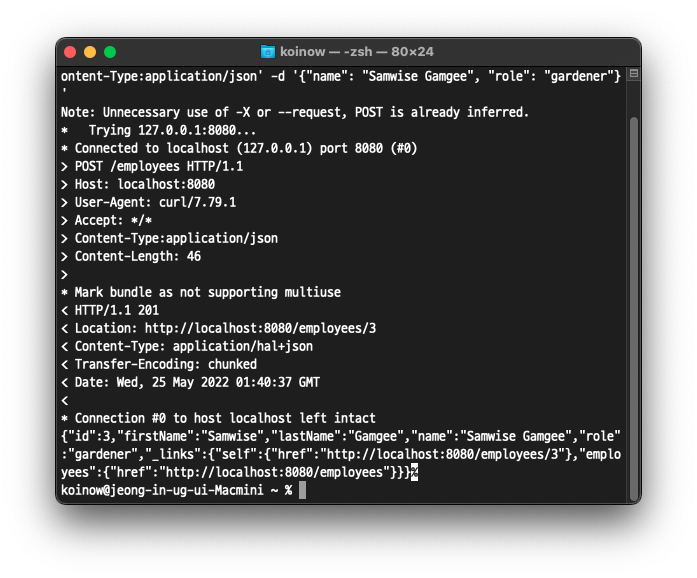 koinow — -zsh — 80×24
ontent-Type:application/json' -d '{"name": "Samwise Gamgee", "role": "gardener"}
'
Note: Unnecessary use of -X or --request, POST is already inferred.
*   Trying 127.0.0.1:8080...
* Connected to localhost (127.0.0.1) port 8080 (#0)
> POST /employees HTTP/1.1
> Host: localhost:8080
> User-Agent: curl/7.79.1
> Accept: */*
> Content-Type:application/json
> Content-Length: 46
>
* Mark bundle as not supporting multiuse
< HTTP/1.1 201
< Location: http://localhost:8080/employees/3
< Content-Type: application/hal+json
< Transfer-Encoding: chunked
< Date: Wed, 25 May 2022 01:40:37 GMT
<
* Connection #0 to host localhost left intact
{"id":3,"firstName":"Samwise","lastName":"Gamgee","name":"Samwise Gamgee","role"
:"gardener","_links":{"self":{"href":"http://localhost:8080/employees/3"},"emplo
yees":{"href":"http://localhost:8080/employees"}}}%
koinow@jeong-in-ug-ui-Macmini ~ %